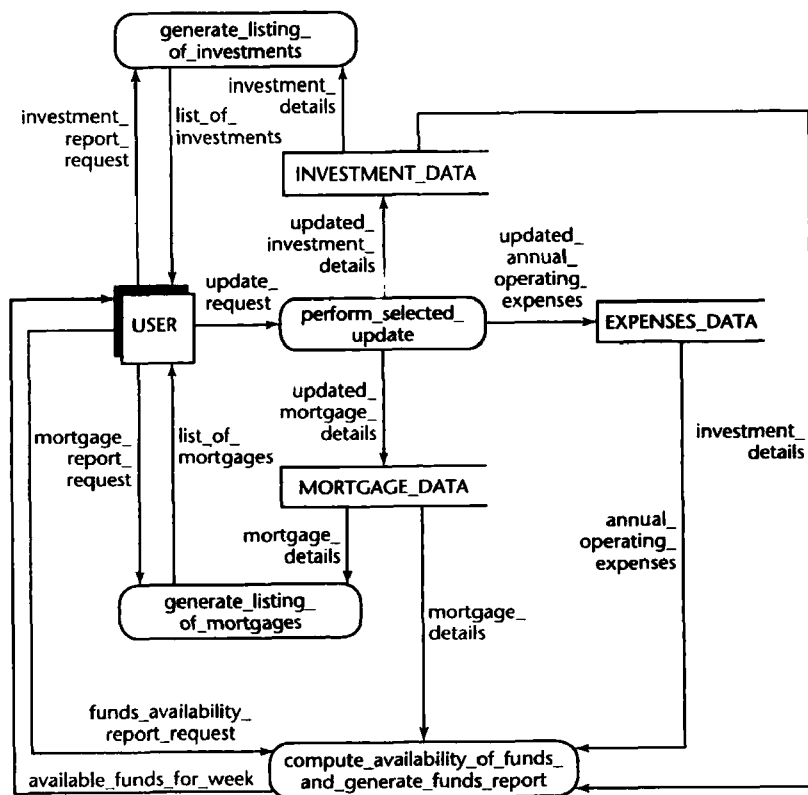 generate_listing_
of_investments
investment_
report_
request
list_of_
investments
investment_
details
INVESTMENT_DATA
updated_
investment_
details
updated_
annual_
operating_
expenses
update_
request
USER
perform_selected_
update
EXPENSES_DATA
mortgage_
report_
request
list_of_
mortgages
updated_
mortgage_
details
investment_
details
MORTGAGE_DATA
mortgage_
details
annual_
operating_
expenses
generate_listing_
of_mortgages
mortgage_
details
funds_availability_
report_request
compute_availability_of_funds_
and_generate_funds_report
available_funds_for_week